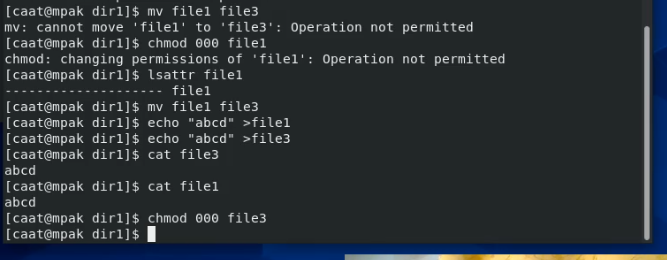 [caat@mpak dir1]$ mv file1 file3
mv: cannot move 'file1' to 'file3': Operation not permitted
[caat@mpak dir1]$ chmod 000 file1
chmod: changing permissions of 'file1': Operation not permitted
[caat@mpak dir1]$ lsattr file1
-------------------- file1
[caat@mpak dir1]$ mv file1 file3
[caat@mpak dir1]$ echo "abcd" >file1
[caat@mpak dir1]$ echo "abcd" >file3
[caat@mpak dir1]$ cat file3
abcd
[caat@mpak dir1]$ cat file1
abcd
[caat@mpak dir1]$ chmod 000 file3
[caat@mpak dir1]$